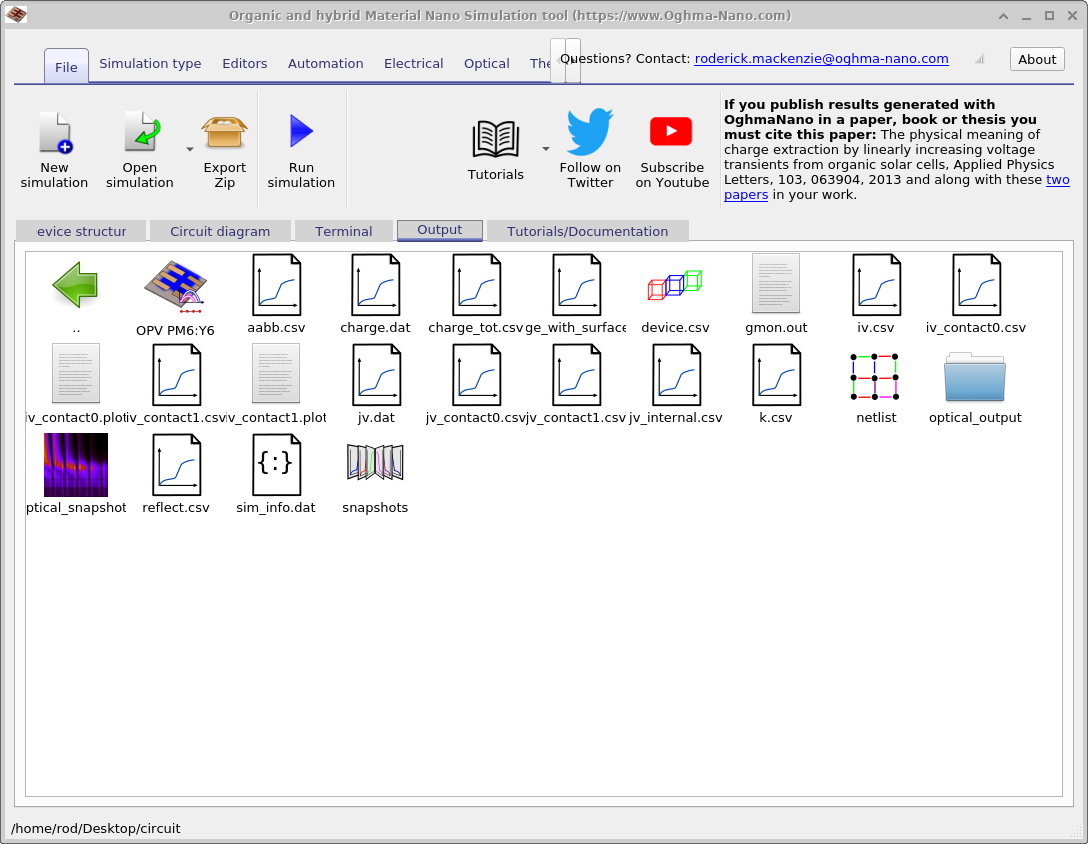 Organic and hybrid Material Nano Simulation tool (https://www.Oghma-Nano.com)
File Simulation type Editors Automation Electrical Optical The
Questions? Contact: roderick.mackenzie@oghma-nano.com
About
New simulation
Open simulation
Export Zip
Run simulation
Tutorials
Follow on Twitter
Subscribe on Youtube
If you publish results generated with
OghmaNano in a paper, book or thesis you
must cite this paper: The physical meaning of
charge extraction by linearly increasing voltage
transients from organic solar cells, Applied Physics
Letters, 103, 063904, 2013 and along with these two
papers in your work.
evice structur Circuit diagram Terminal Output Tutorials/Documentation
.. OPV PM6:Y6 aabb.csv charge.dat charge_tot.csv ge_with_surface device.csv gmon.out iv.csv iv_contact0.csv
iv_contact0.plot iv_contact1.csv iv_contact1.plot jv.dat jv_contact0.csv jv_contact1.csv jv_internal.csv k.csv netlist optical_output
ptical_snapshot reflect.csv {:} sim_info.dat snapshots
/home/rod/Desktop/circuit